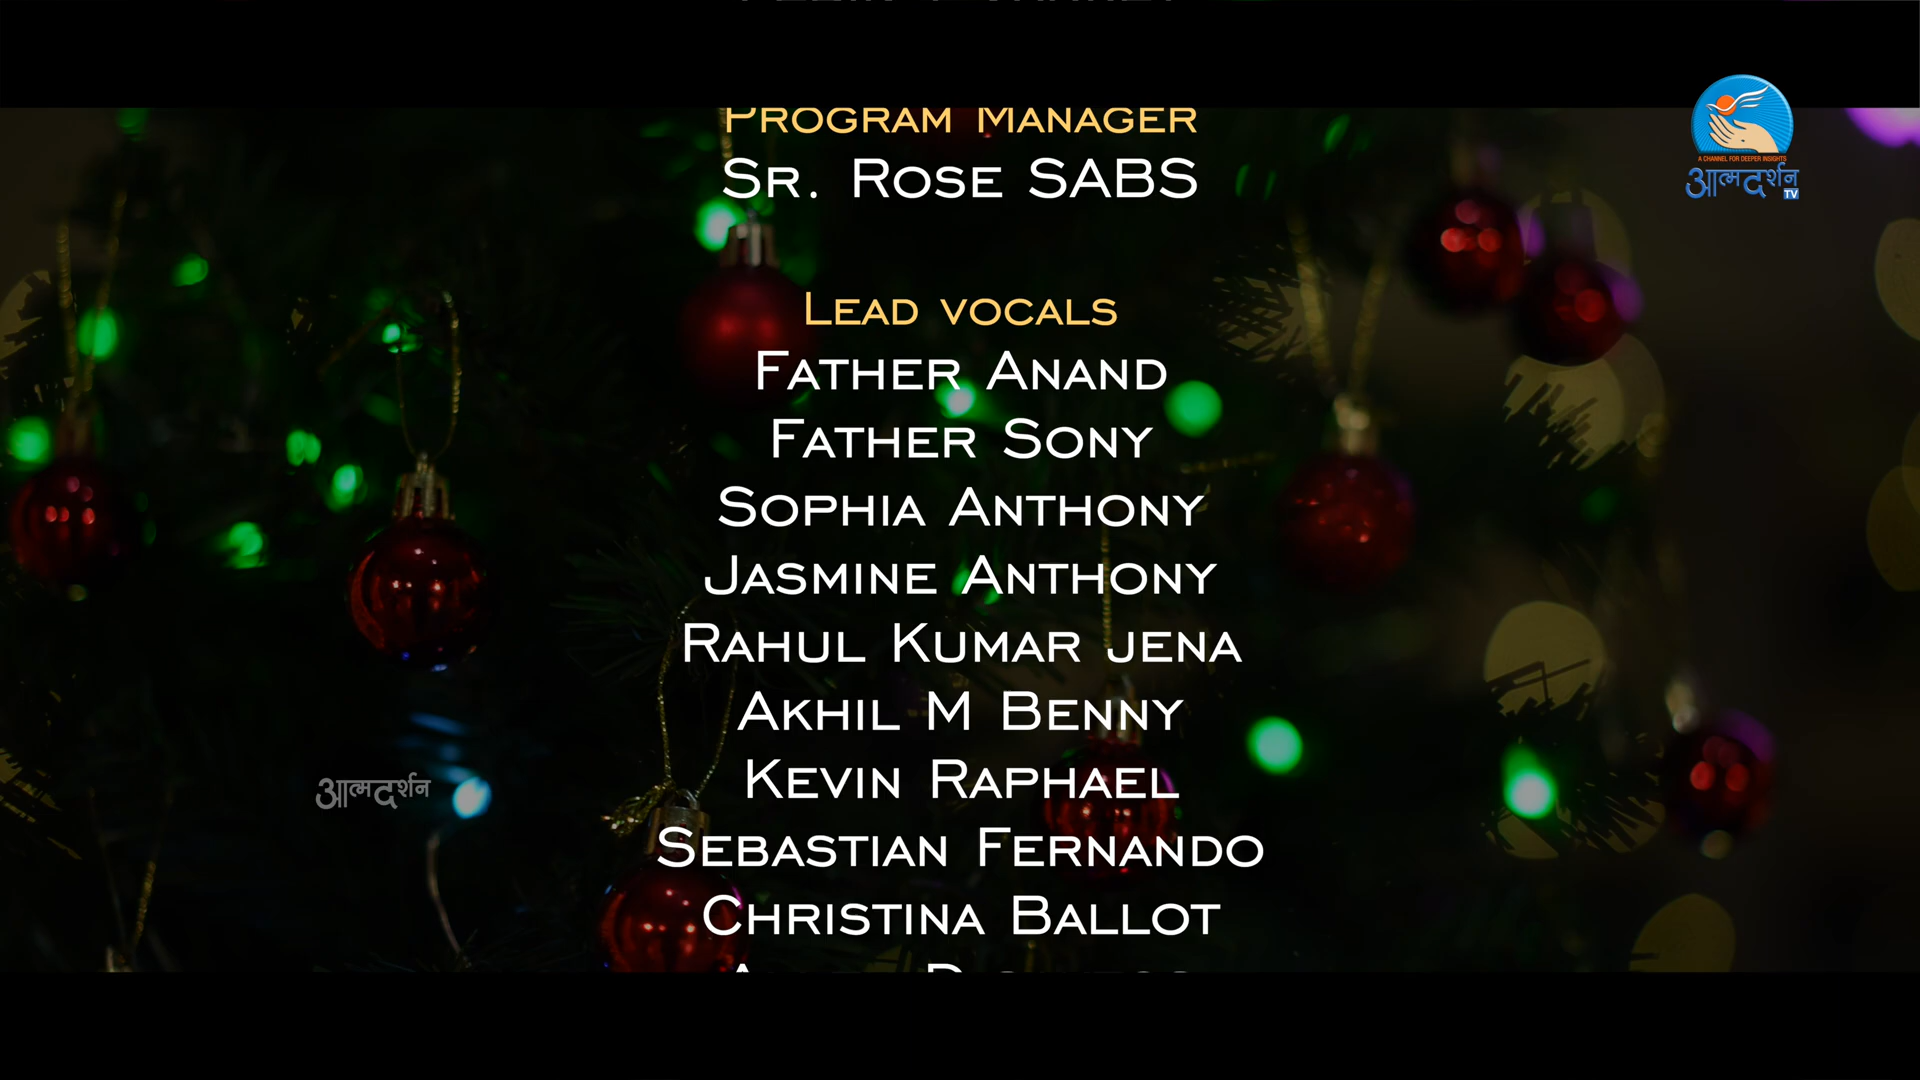 Program Manager
Sr. Rose SABS
Lead vocals
Father Anand
Father Sony
Sophia Anthony
Jasmine Anthony
Rahul Kumar jena
Akhil M Benny
Kevin Raphael
Sebastian Fernando
Christina Ballot
A CHANNEL FOR DEEPER INSIGHTS
आत्मदर्शन
TV
आत्मदर्शन